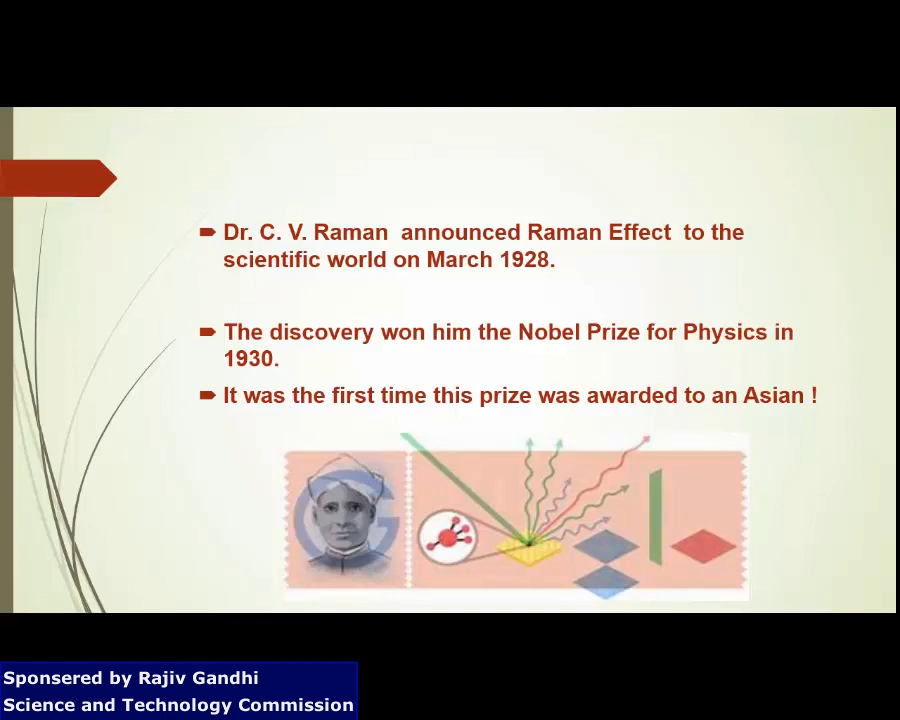 Dr. C. V. Raman announced Raman Effect to the
scientific world on March 1928.
The discovery won him the Nobel Prize for Physics in
1930.
It was the first time this prize was awarded to an Asian !
Sponsered by Rajiv Gandhi
Science and Technology Commission